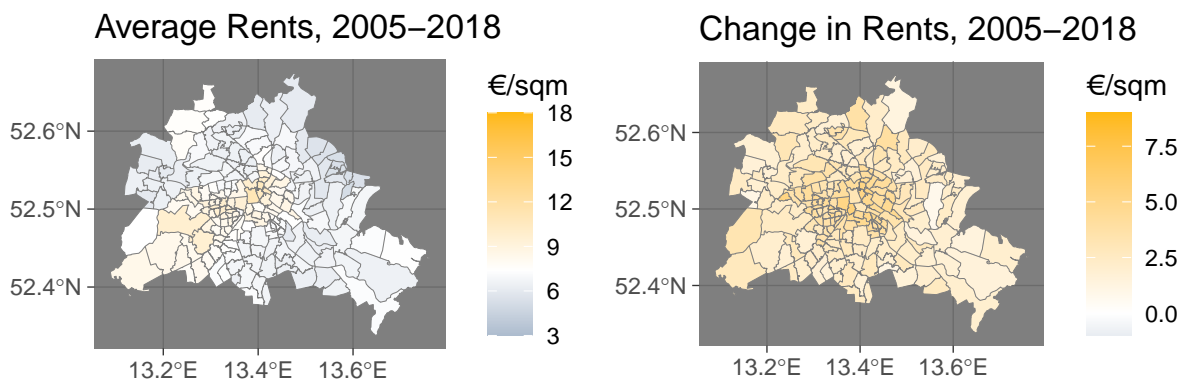 Average Rents, 2005–2018
€/sqm
18
15
12
9
6
3
52.6°N
52.5°N
52.4°N
13.2°E 13.4°E 13.6°E
Change in Rents, 2005–2018
€/sqm
7.5
5.0
2.5
0.0
52.6°N
52.5°N
52.4°N
13.2°E 13.4°E 13.6°E